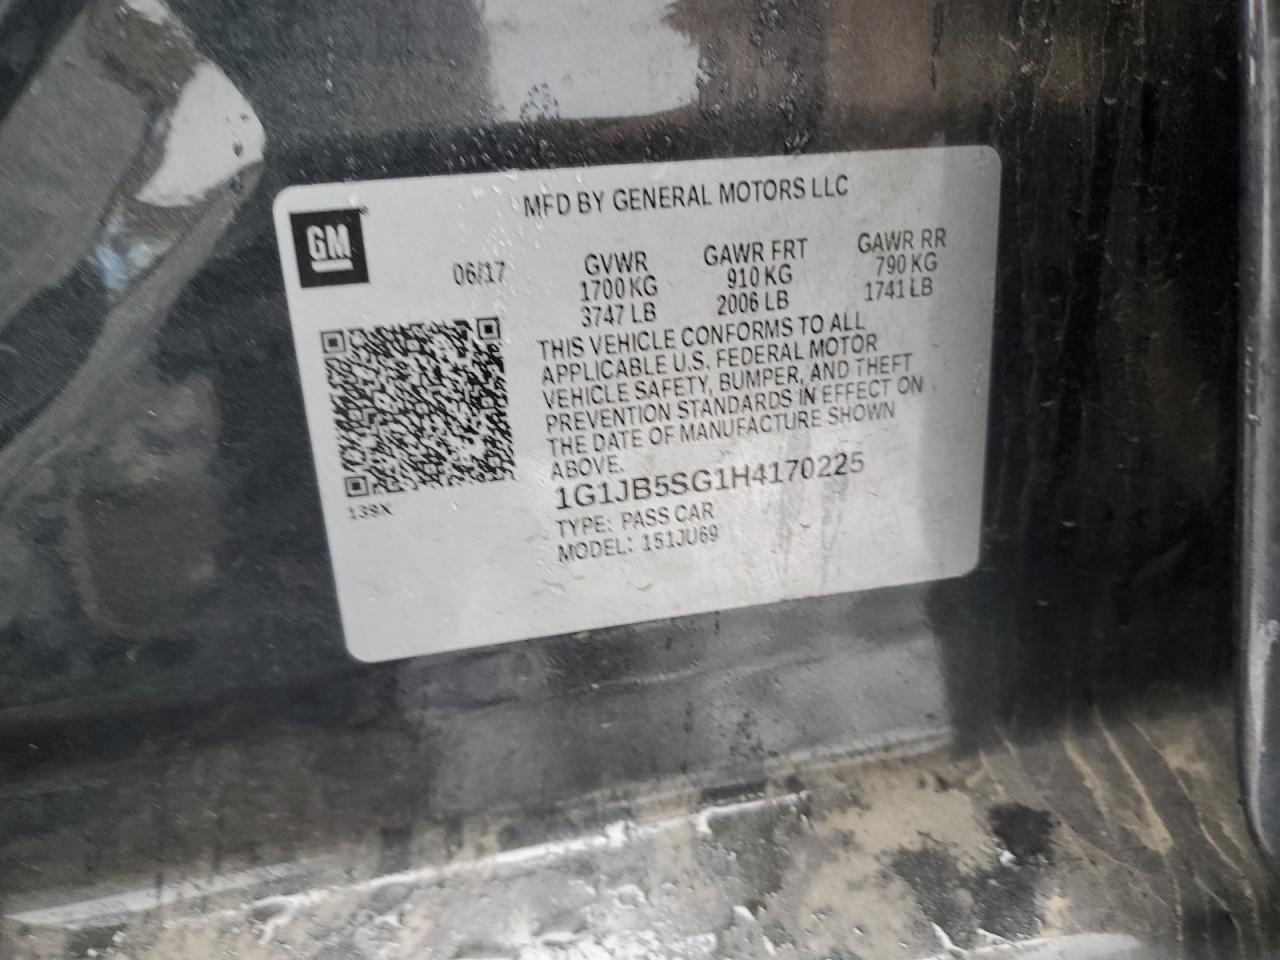 MFD BY GENERAL MOTORS LLC
GM
06/17
GVWR
1700 KG
3747 LB
GAWR FRT
910 KG
2006 LB
GAWR RR
790 KG
1741 LB
THIS VEHICLE CONFORMS TO ALL
APPLICABLE U.S. FEDERAL MOTOR
VEHICLE SAFETY, BUMPER, AND THEFT
PREVENTION STANDARDS IN EFFECT ON
THE DATE OF MANUFACTURE SHOWN
ABOVE.
1G1JB5SG1H4170225
TYPE: PASS CAR
MODEL: 151JU69
139X